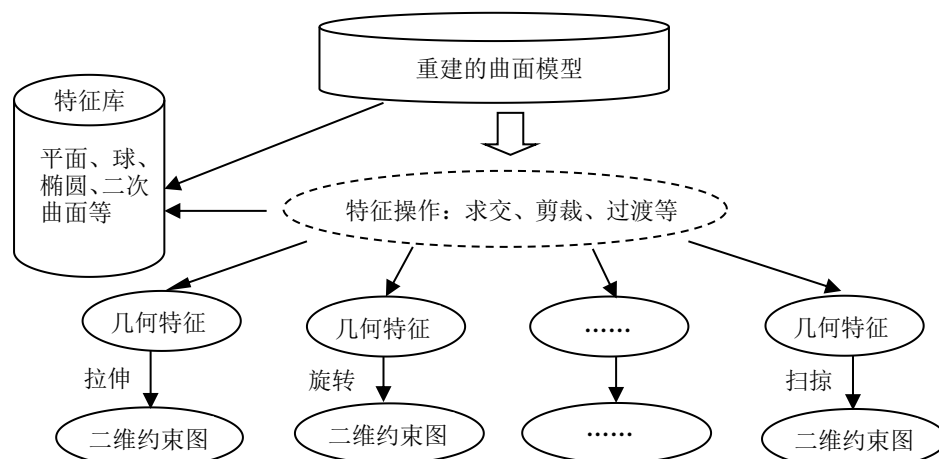 重建的曲面模型
特征库
平面、球、
椭圆、二次
曲面等
特征操作：求交、剪裁、过渡等
几何特征
几何特征
……
几何特征
拉伸
旋转
扫掠
二维约束图
二维约束图
……
二维约束图